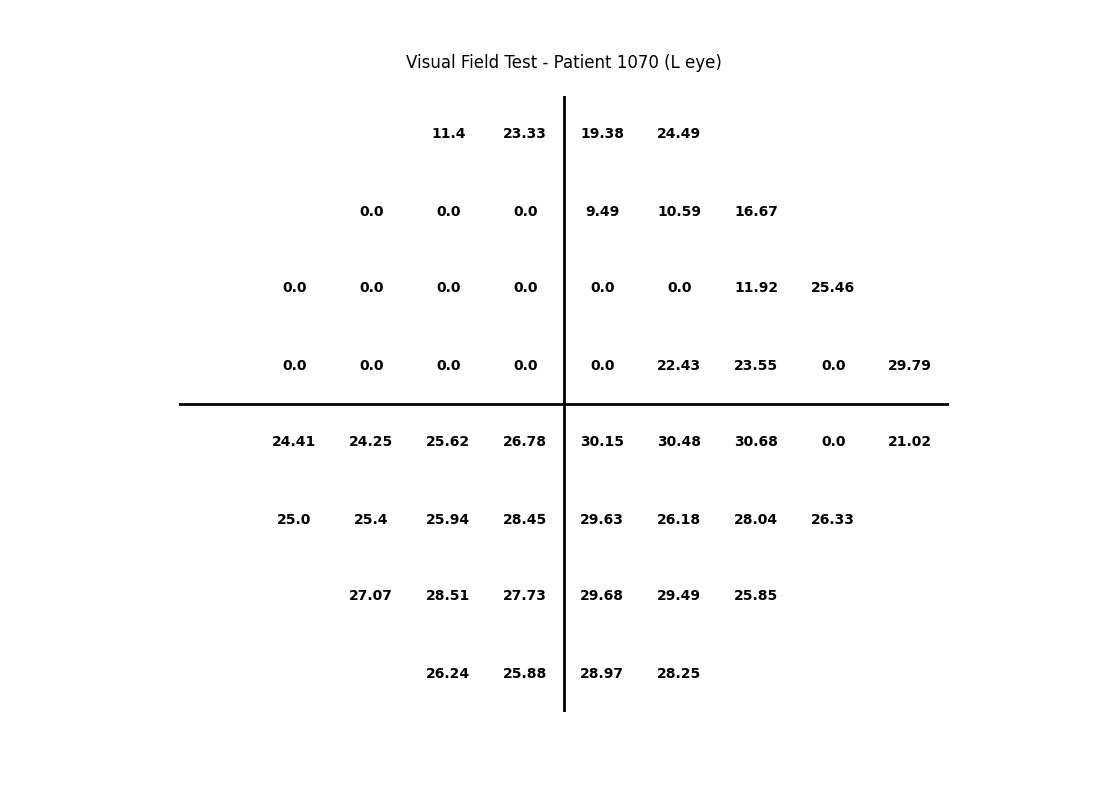 Visual Field Test - Patient 1070 (L eye)
11.4 23.33 19.38 24.49
0.0 0.0 0.0 9.49 10.59 16.67
0.0 0.0 0.0 0.0 0.0 0.0 11.92 25.46
0.0 0.0 0.0 0.0 0.0 22.43 23.55 0.0 29.79
24.41 24.25 25.62 26.78 30.15 30.48 30.68 0.0 21.02
25.0 25.4 25.94 28.45 29.63 26.18 28.04 26.33
27.07 28.51 27.73 29.68 29.49 25.85
26.24 25.88 28.97 28.25